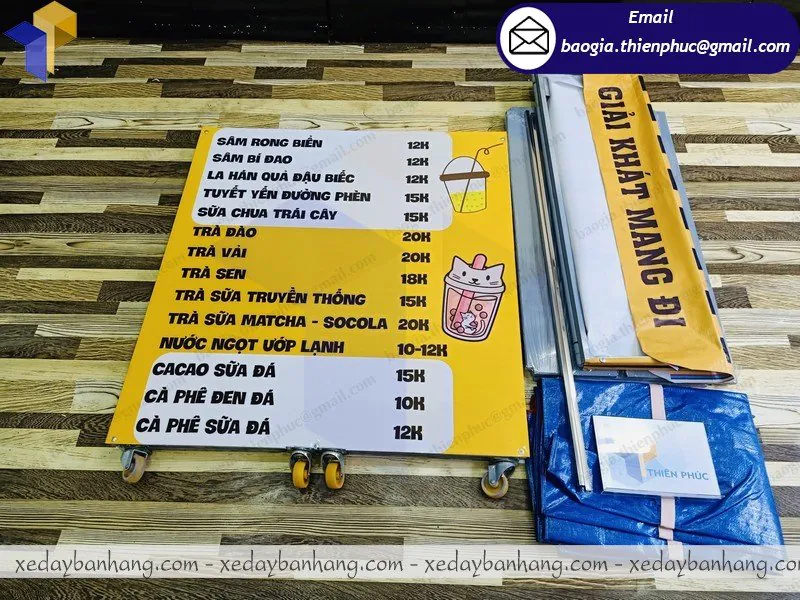 Email
baogia.thienphuc@gmail.com
SÂM RONG BIỂN 12K
SÂM BÍ ĐAO 12K
LA HÁN QUẢ ĐẬU BIẾC 12K
TUYẾT YẾN ĐƯỜNG PHÈN 15K
SỮA CHUA TRÁI CÂY 15K
TRÀ ĐÀO 20K
TRÀ VẢI 20K
TRÀ SEN 18K
TRÀ SỮA TRUYỀN THỐNG 15K
TRÀ SỮA MATCHA - SOCOLA 20K
NƯỚC NGỌT ƯỚP LẠNH 10-12K
CACAO SỮA ĐÁ 15K
CÀ PHÊ ĐEN ĐÁ 10K
CÀ PHÊ SỮA ĐÁ 12K
GIẢI KHÁT MANG ĐI
THIÊN PHÚC
xedaybanhang.com - xedaybanhang.com - xedaybanhang.com - xedaybanhang.com